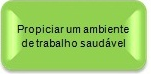 Propiciar um ambiente
de trabalho saudável